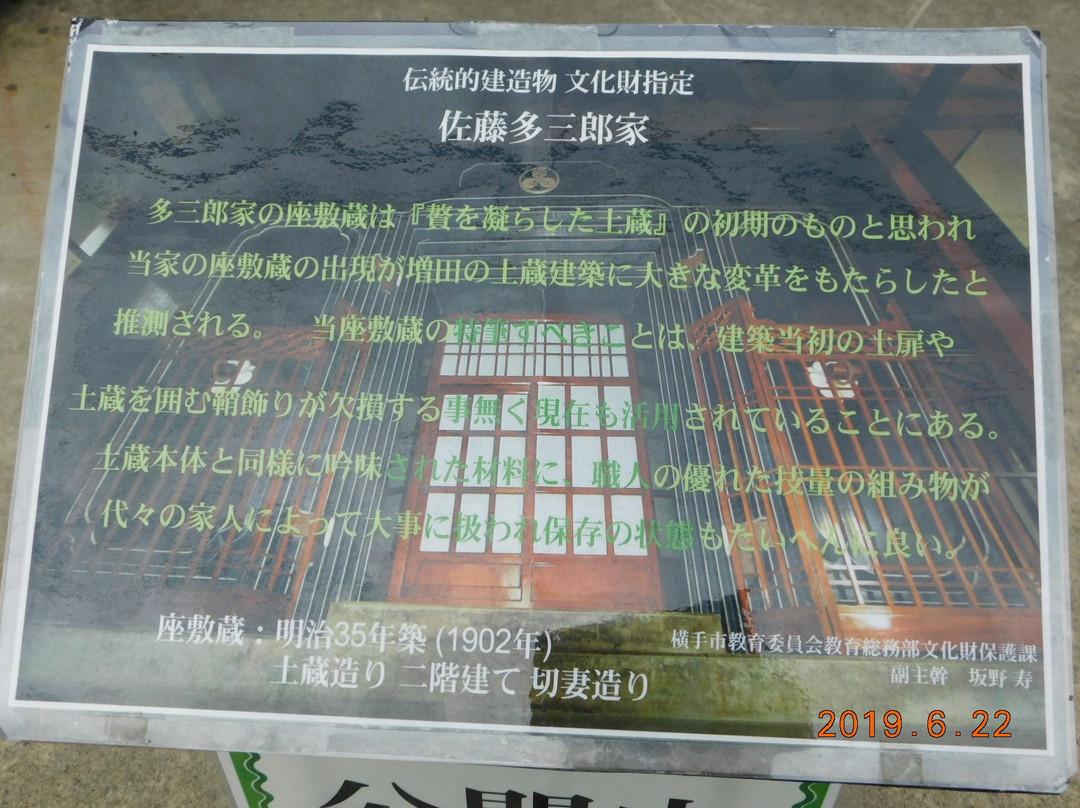 伝統的建造物 文化財指定
佐藤多三郎家
多三郎家の座敷蔵は『贅を凝らした土蔵』の初期のものと思われ
当家の座敷蔵の出現が増田の土蔵建築に大きな変革をもたらしたと
推測される。 当座敷蔵の特筆すべきことは、建築当初の土扉や
土蔵を囲む鞘飾りが欠損する事無く現在も活用されていることにある。
土蔵本体と同様に吟味された材料に、職人の優れた技量の組み物が
代々の家人によって大事に扱われ保存の状態もたいへんに良い。
座敷蔵：明治35年築 (1902年)
土蔵造り 二階建て 切妻造り
横手市教育委員会教育総務部文化財保護課
副主幹 坂野 寿
2019.6.22